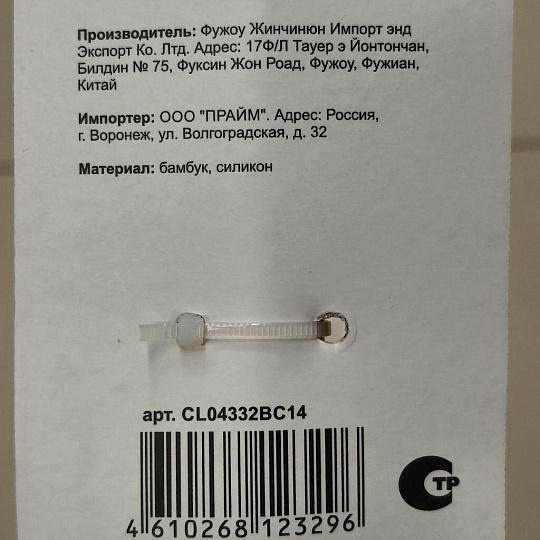 Производитель: Фужоу Жинчинюн Импорт энд
Экспорт Ко. Лтд. Адрес: 17Ф/Л Тауер э Йонтончан,
Билдин № 75, Фуксин Жон Роад, Фужоу, Фужиан,
Китай
Импортер: ООО "ПРАЙМ". Адрес: Россия,
г. Воронеж, ул. Волгоградская, д. 32
Материал: бамбук, силикон
арт. CL04332BC14
4 610268 123296
СТР